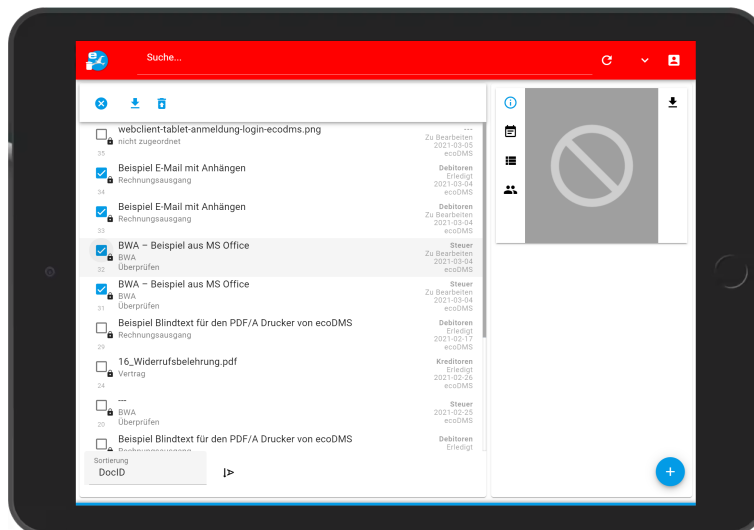 Suche...
webclient-tablet-anmeldung-login-ecodms.png
---
nicht zugeordnet
Zu Bearbeiten
2021-03-05
35
ecoDMS
Beispiel E-Mail mit Anhängen
Debitoren
Rechnungsausgang
Erledigt
2021-03-04
34
ecoDMS
Beispiel E-Mail mit Anhängen
Debitoren
Rechnungsausgang
Zu Bearbeiten
2021-03-04
33
ecoDMS
BWA – Beispiel aus MS Office
Steuer
BWA
Zu Bearbeiten
Überprüfen
2021-03-04
32
ecoDMS
BWA – Beispiel aus MS Office
Steuer
BWA
Zu Bearbeiten
Überprüfen
2021-03-04
31
ecoDMS
Beispiel Blindtext für den PDF/A Drucker von ecoDMS
Debitoren
Rechnungsausgang
Erledigt
2021-02-17
29
ecoDMS
16_Widerrufsbelehrung.pdf
Kreditoren
Vertrag
Erledigt
2021-02-26
24
ecoDMS
---
Steuer
BWA
2021-02-25
Überprüfen
20
ecoDMS
Beispiel Blindtext für den PDF/A Drucker von ecoDMS
Debitoren
Rechnungsausgang
Erledigt
Sortierung
DocID